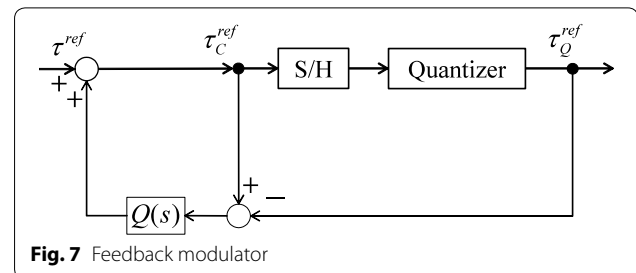 τ^ref τ_C^ref τ_Q^ref
S/H Quantizer
+
+
+ −
Q(s)
Fig. 7 Feedback modulator